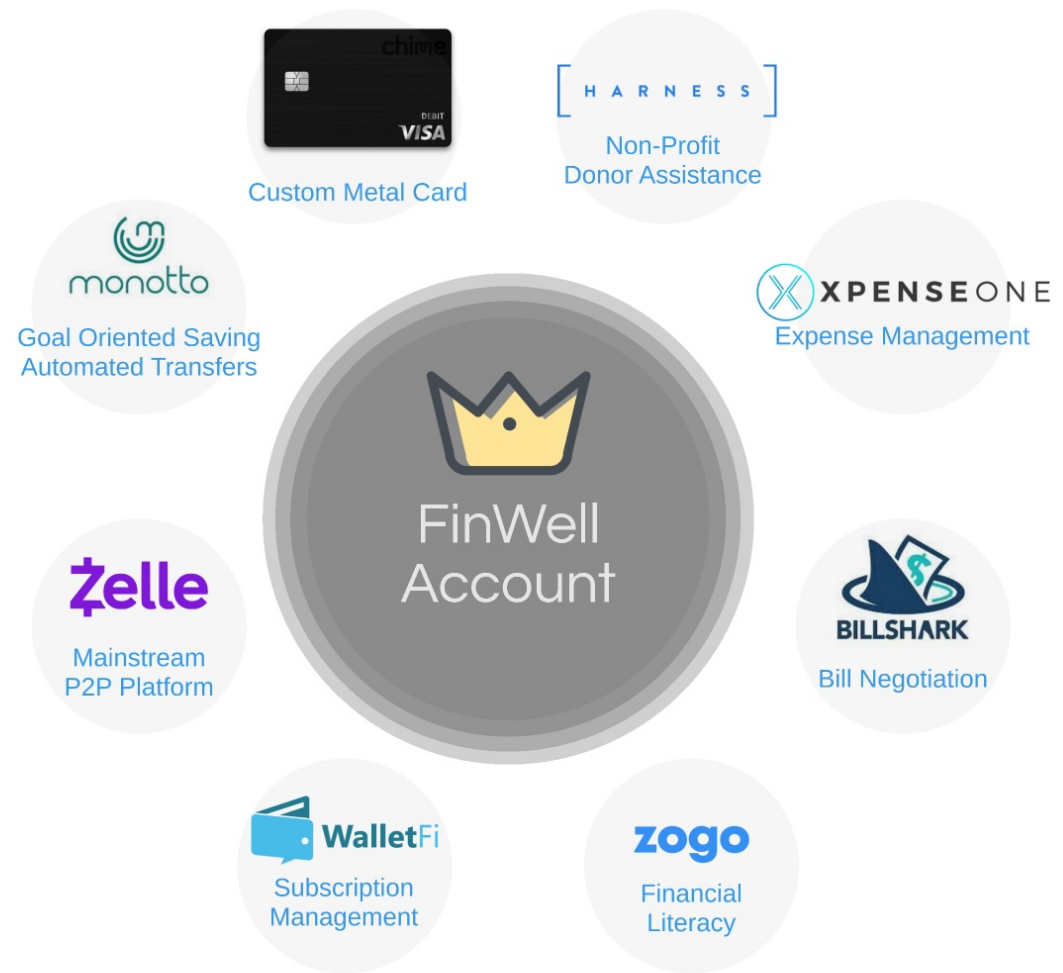 chime
DEBIT
VISA
Custom Metal Card
HARNESS
Non-Profit
Donor Assistance
monotto
Goal Oriented Saving
Automated Transfers
XPENSEONE
Expense Management
FinWell
Account
Zelle
Mainstream
P2P Platform
BILLSHARK
Bill Negotiation
WalletFi
Subscription
Management
zogo
Financial
Literacy